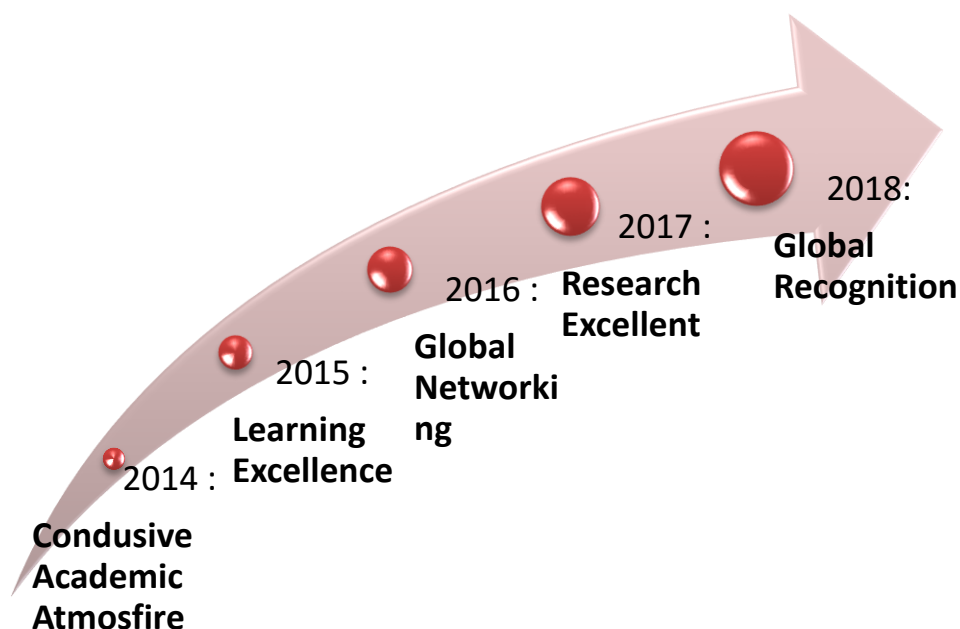 2014 :
Condusive
Academic
Atmosfire
2015 :
Learning
Excellence
2016 :
Global
Networki
ng
2017 :
Research
Excellent
2018:
Global
Recognition